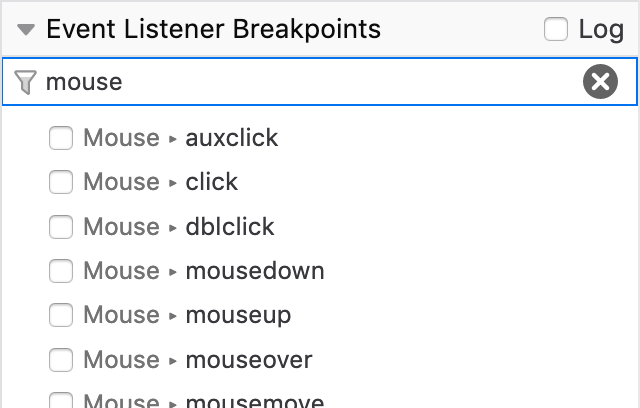 Event Listener Breakpoints Log
mouse
Mouse ▸ auxclick
Mouse ▸ click
Mouse ▸ dblclick
Mouse ▸ mousedown
Mouse ▸ mouseup
Mouse ▸ mouseover
Mouse ▸ mousemove